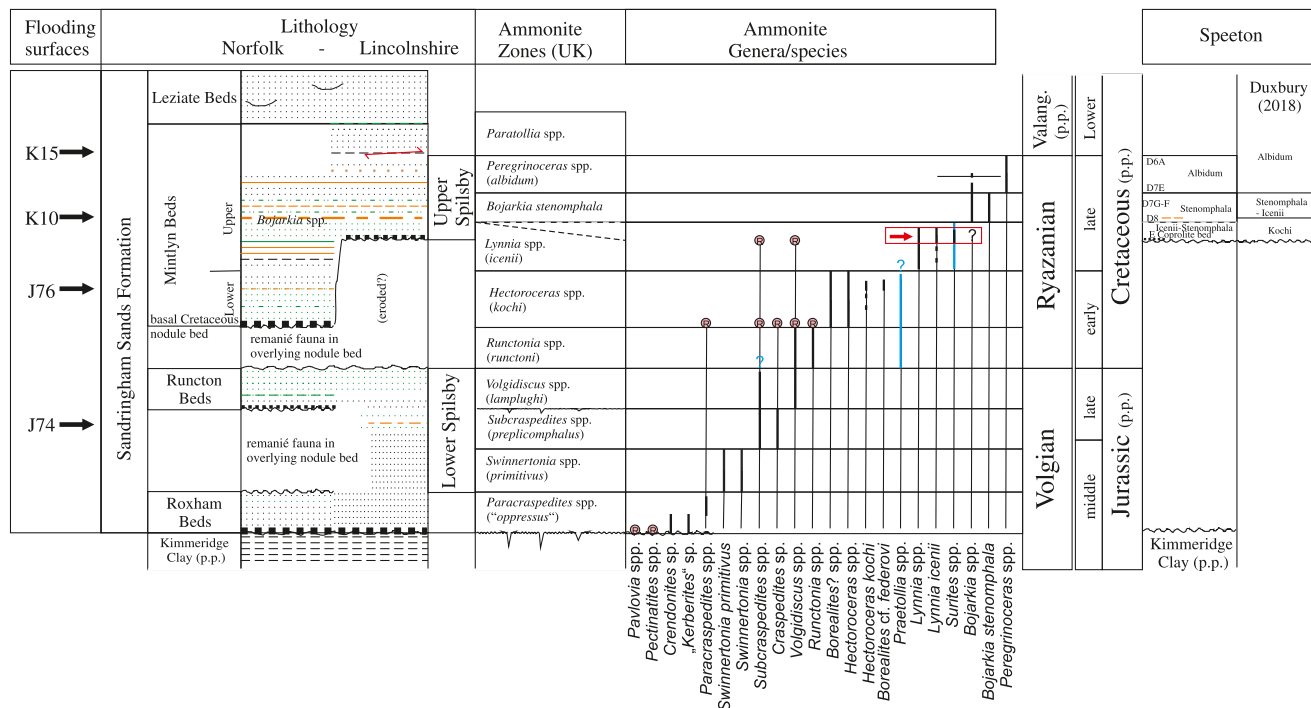 Flooding
surfaces
Lithology
Norfolk - Lincolnshire
Ammonite
Zones (UK)
Ammonite
Genera/species
Speeton
K15
K10
J76
J74
Sandringham Sands Formation
Leziate Beds
Mintlyn Beds
Upper
Lower
basal Cretaceous
nodule bed
Runcton
Beds
Roxham
Beds
Kimmeridge
Clay (p.p.)
Bojarkia spp.
(eroded?)
remanié fauna in
overlying nodule bed
remanié fauna in
overlying nodule bed
Upper
Spilsby
Lower Spilsby
Paratollia spp.
Peregrinoceras spp.
(albidum)
Bojarkia stenomphala
Lynnia spp.
(icenii)
Hectoroceras spp.
(kochi)
Runctonia spp.
(runctoni)
Volgidiscus spp.
(lamplughi)
Subcraspedites spp.
(preplicomphalus)
Swinnertonia spp.
(primitivus)
Paracraspedites spp.
("oppressus“)
R R ?
?
R R R R R
?
R R
Pavlovia spp.
Pectinatites spp.
Crendonites sp.
„Kerberites“ sp.
Paracraspedites spp.
Swinnertonia primitivus
Swinnertonia spp.
Subcraspedites spp.
Craspedites sp.
Volgidiscus spp.
Runctonia spp.
Borealites? spp.
Hectoroceras spp.
Hectoroceras kochi
Borealites cf. federovi
Praetollia spp.
Lynnia spp.
Lynnia icenii
Surites spp.
Bojarkia spp.
Bojarkia stenomphala
Peregrinoceras spp.
Valang.
(p.p.)
Ryazanian
Volgian
Lower
late
early
late
middle
Cretaceous (p.p.)
Jurassic (p.p.)
Duxbury
(2018)
D6A
Albidum
D7E
D7G-F
Stenomphala
D8
Icenii-Stenomphala
E Coprolite bed
Albidum
Stenomphala
- Icenii
Kochi
Kimmeridge
Clay (p.p.)